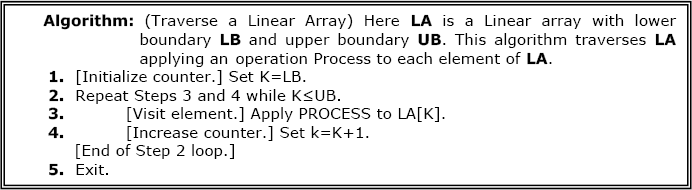 Algorithm: (Traverse a Linear Array) Here LA is a Linear array with lower
boundary LB and upper boundary UB. This algorithm traverses LA
applying an operation Process to each element of LA.
1. [Initialize counter.] Set K=LB.
2. Repeat Steps 3 and 4 while K≤UB.
3. [Visit element.] Apply PROCESS to LA[K].
4. [Increase counter.] Set k=K+1.
[End of Step 2 loop.]
5. Exit.